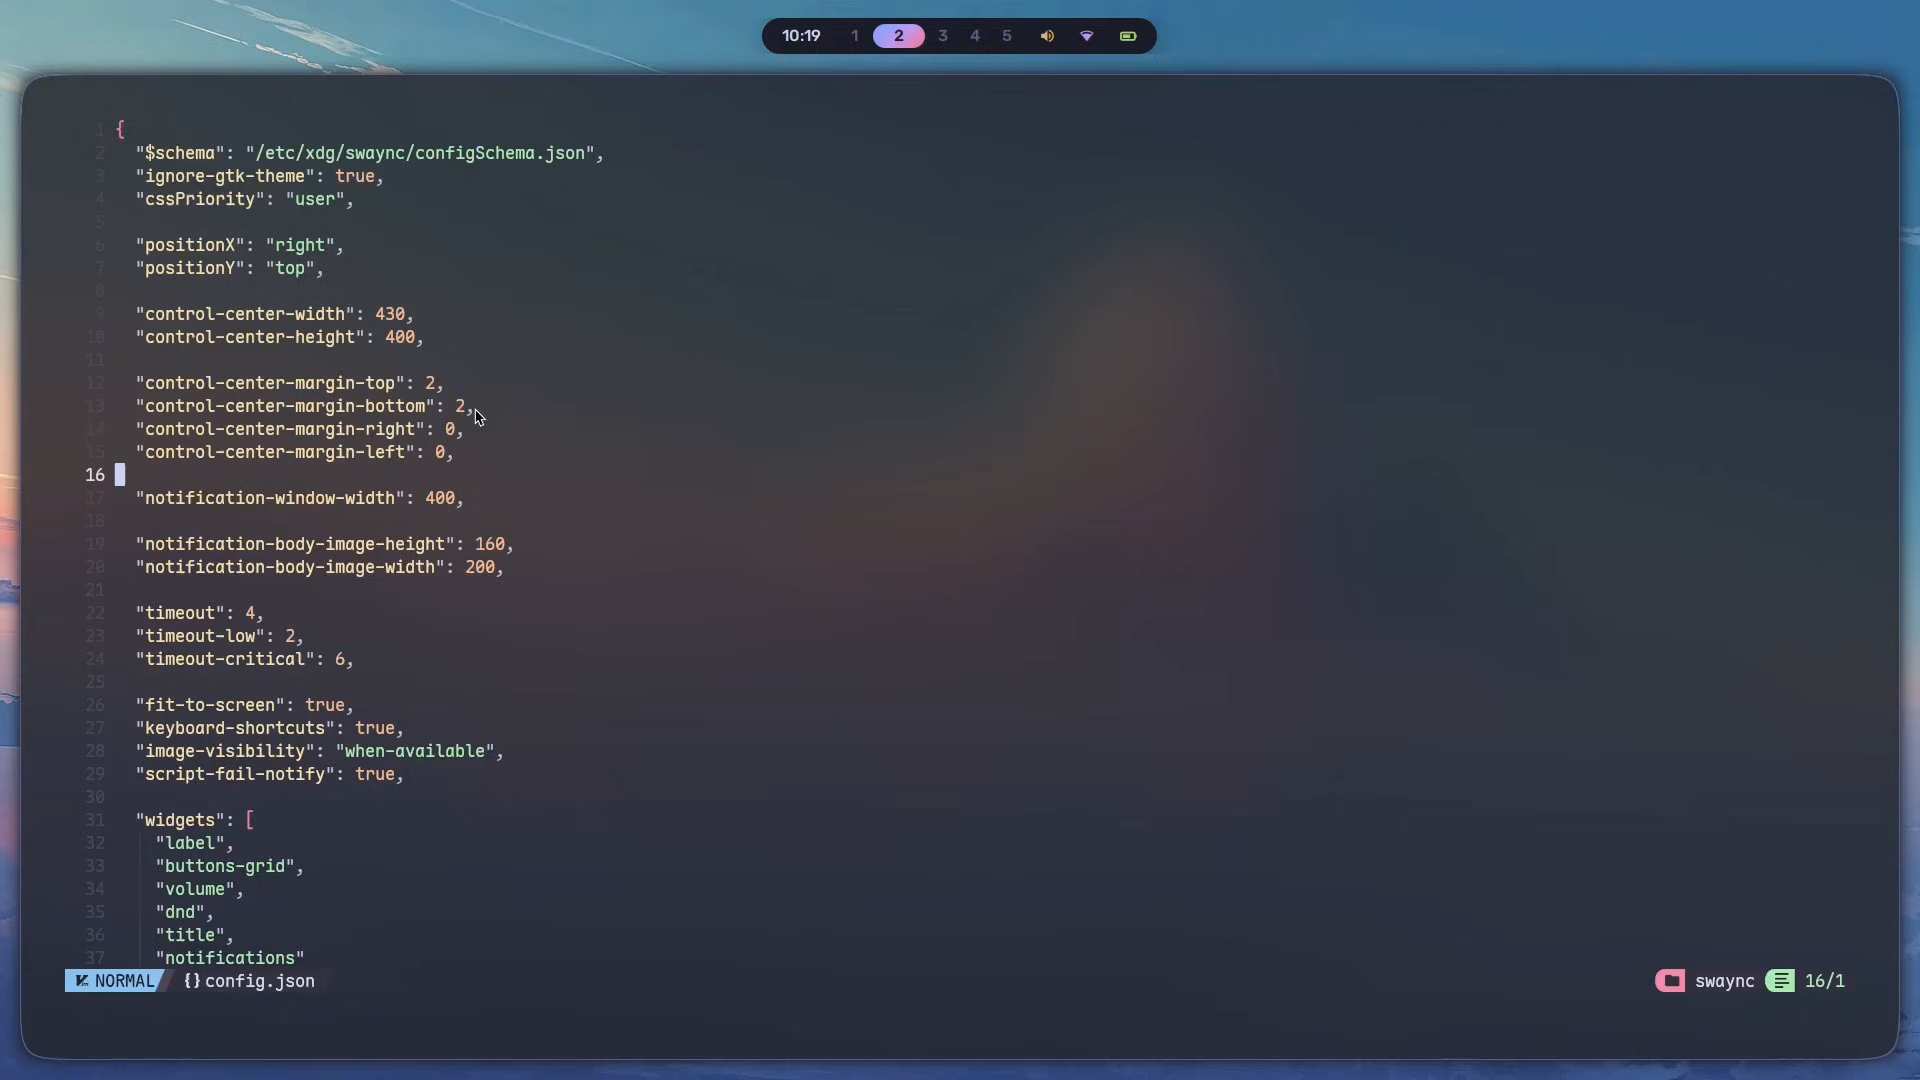 10:19 1 2 3 4 5
1 {
2 "$schema": "/etc/xdg/swaync/configSchema.json",
3 "ignore-gtk-theme": true,
4 "cssPriority": "user",
5
6 "positionX": "right",
7 "positionY": "top",
8
9 "control-center-width": 430,
10 "control-center-height": 400,
11
12 "control-center-margin-top": 2,
13 "control-center-margin-bottom": 2,
14 "control-center-margin-right": 0,
15 "control-center-margin-left": 0,
16
17 "notification-window-width": 400,
18
19 "notification-body-image-height": 160,
20 "notification-body-image-width": 200,
21
22 "timeout": 4,
23 "timeout-low": 2,
24 "timeout-critical": 6,
25
26 "fit-to-screen": true,
27 "keyboard-shortcuts": true,
28 "image-visibility": "when-available",
29 "script-fail-notify": true,
30
31 "widgets": [
32 "label",
33 "buttons-grid",
34 "volume",
35 "dnd",
36 "title",
37 "notifications"
NORMAL {} config.json swaync 16/1